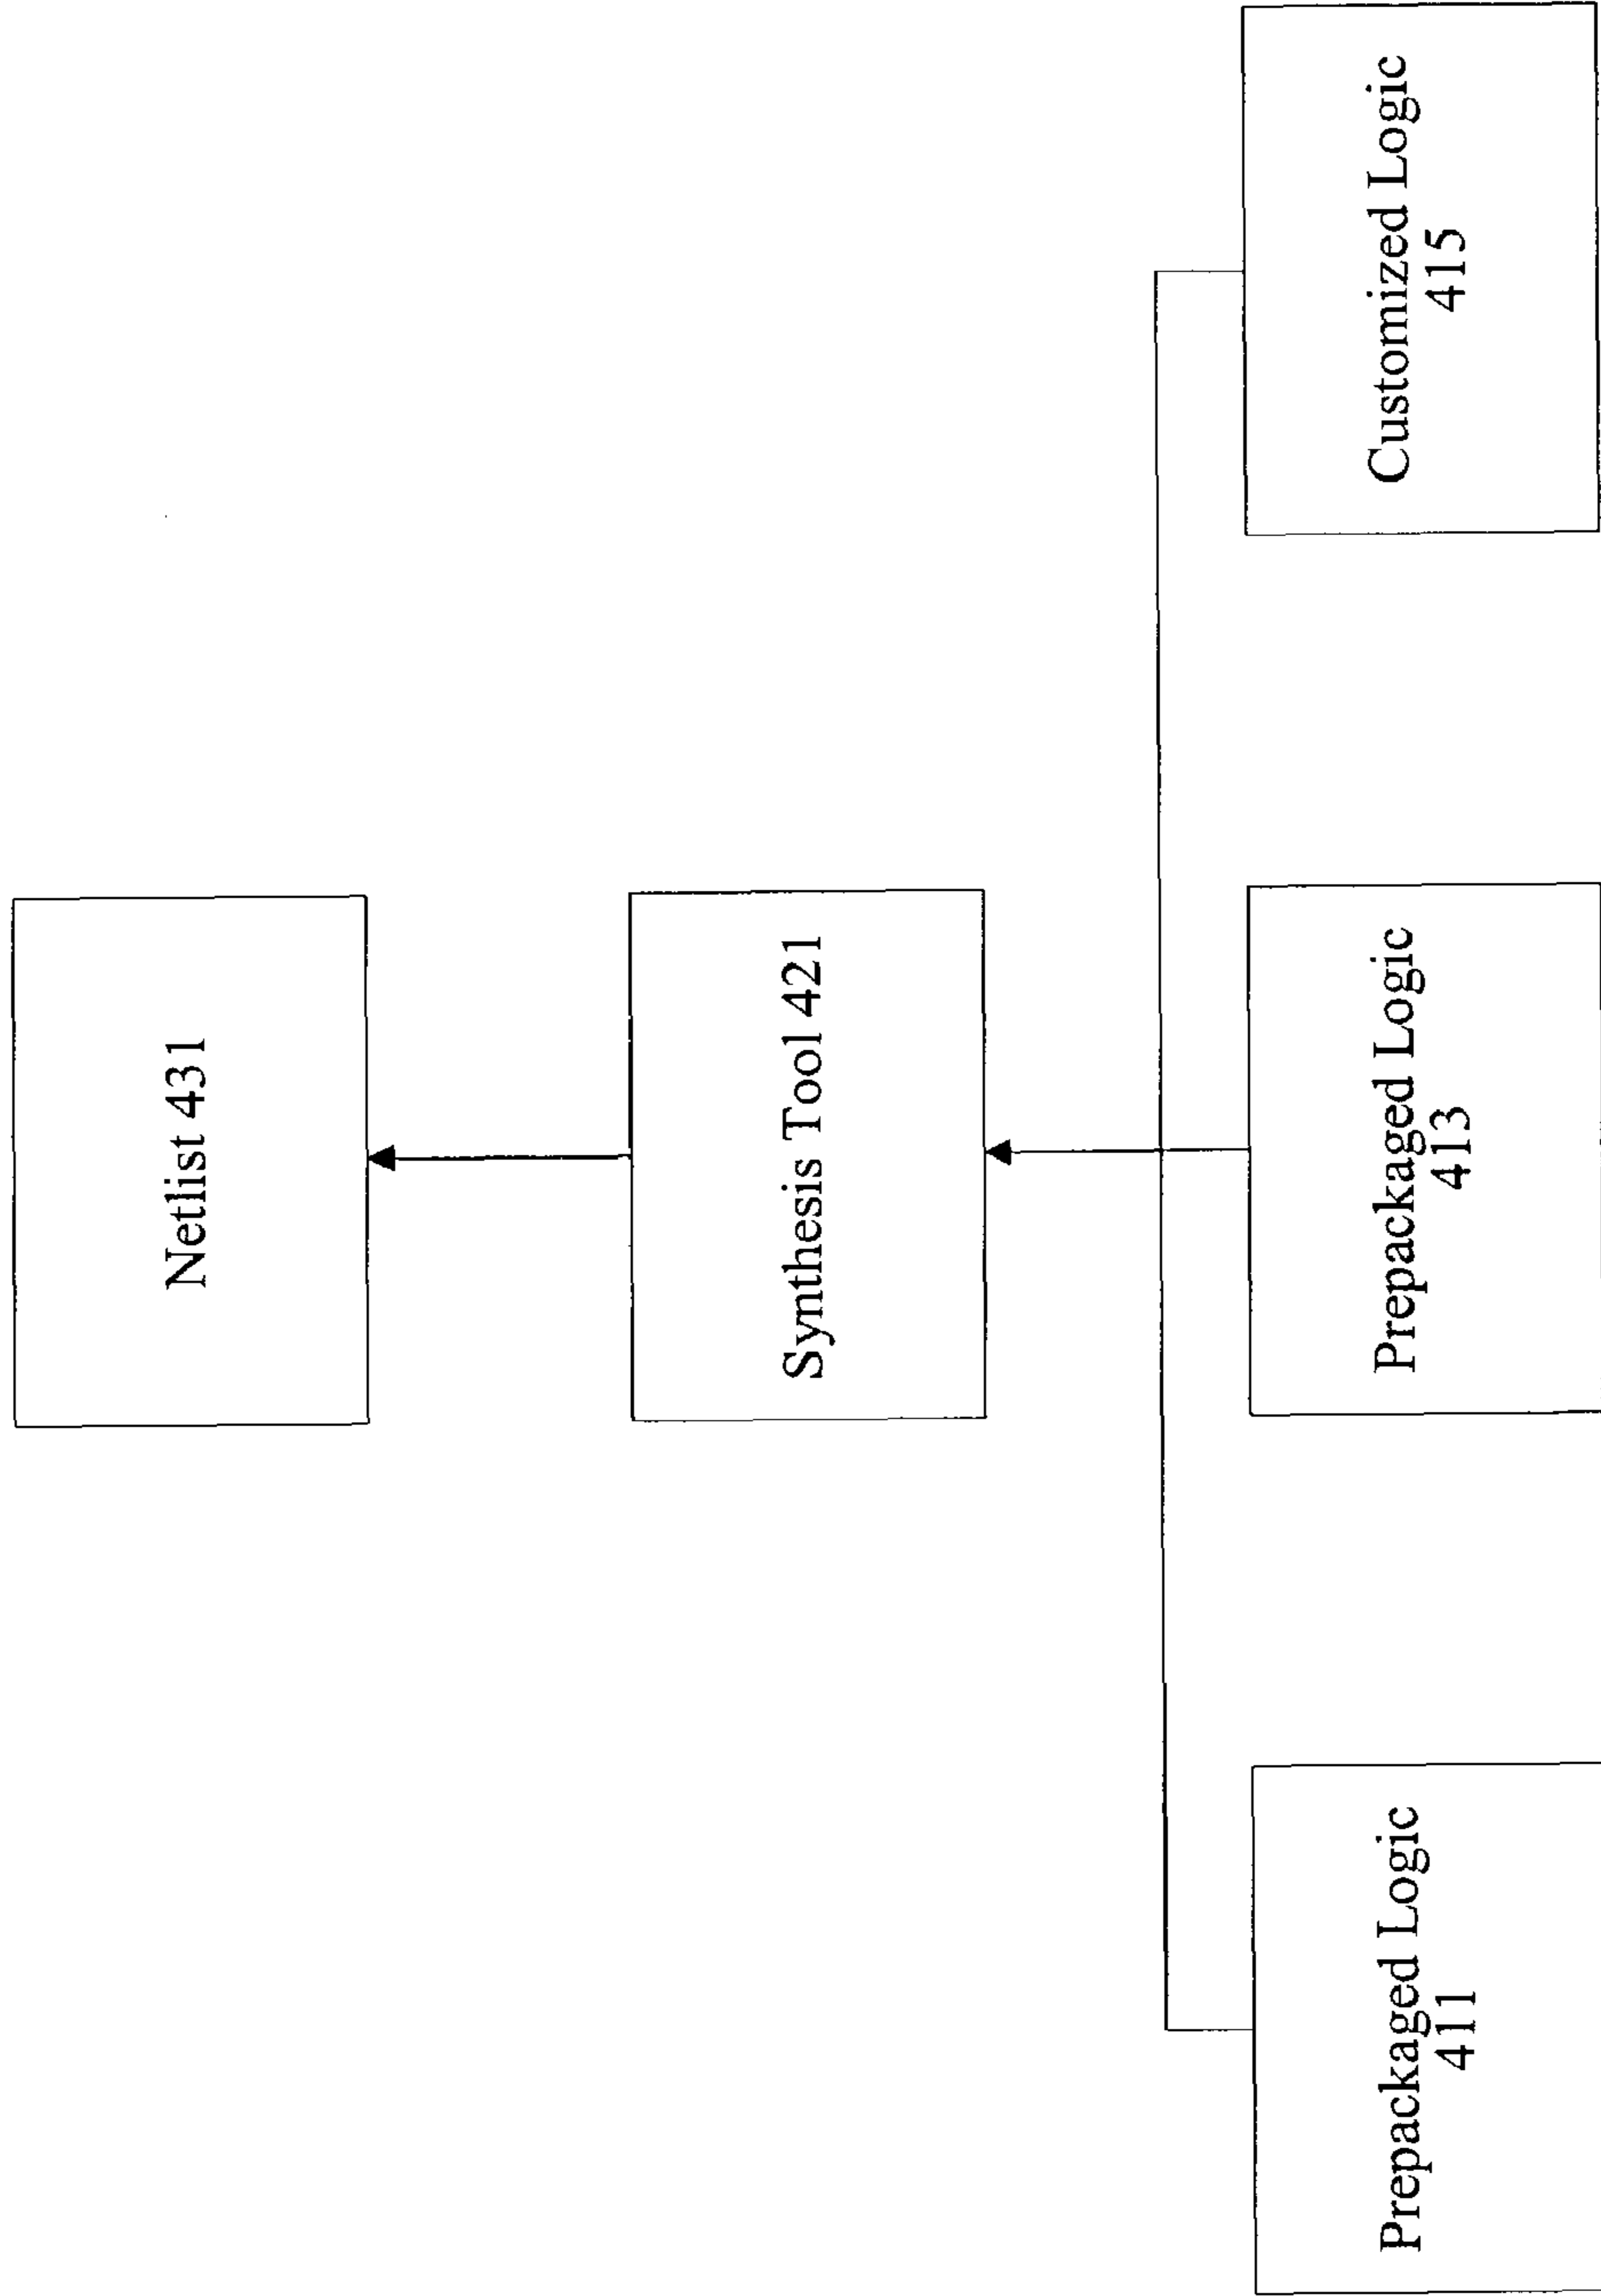 Netlist 431
Synthesis Tool 421
Prepackaged Logic
411
Prepackaged Logic
413
Customized Logic
415